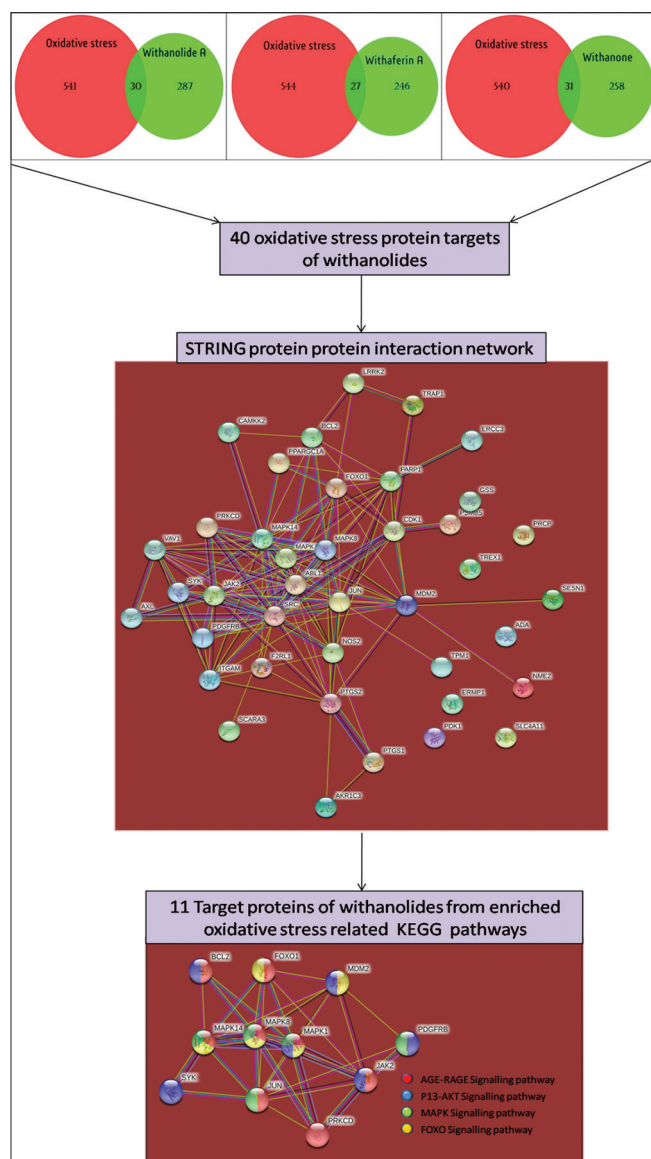 Oxidative stress
Withanolide A
541
30
287
Oxidative stress
Withaferin A
544
27
246
Oxidative stress
Withanone
540
31
258
40 oxidative stress protein targets
of withanolides
STRING protein protein interaction network
LRRK2
TRAP1
CAMKK2
BCL2
ERCC3
PPARGC1A
FOXO1
PARP1
GSS
PRKCD
CDK1
PRCP
VAV1
MAPK14
MAPK8
MAPK1
TREX1
SYK
JAK2
ABL1
JUN
MDM2
SESN1
AXL
SRC
PDGFRB
NOS2
ADA
ITGAM
F2RL1
TPM1
NME2
PTGS2
ERMP1
SCARA3
PDK1
SLC4A11
PTGS1
AKR1C3
11 Target proteins of withanolides from enriched
oxidative stress related KEGG pathways
BCL2
FOXO1
MDM2
MAPK14
MAPK8
MAPK1
PDGFRB
SYK
JAK2
JUN
PRKCD
AGE-RAGE Signalling pathway
P13-AKT Signalling pathway
MAPK Signalling pathway
FOXO Signalling pathway